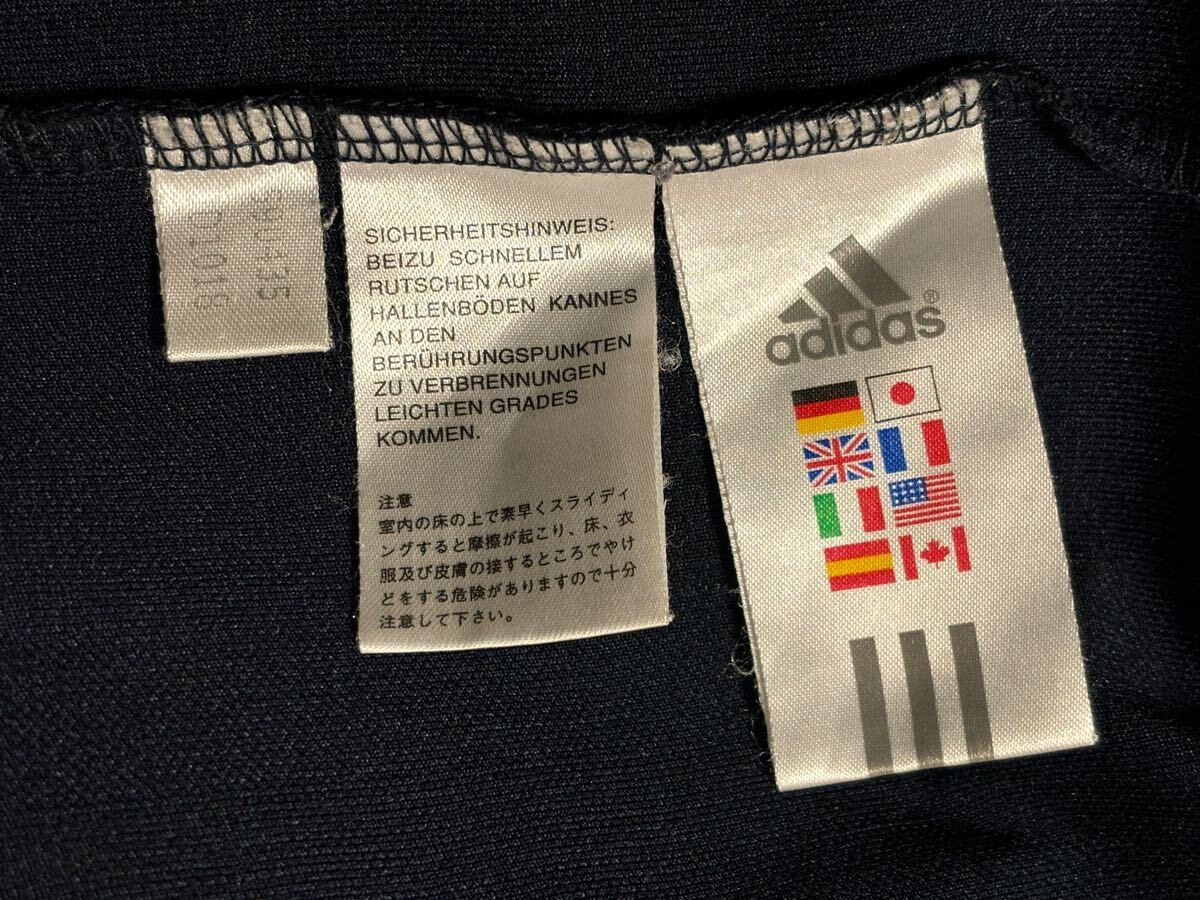 SICHERHEITSHINWEIS:
BEIZU SCHNELLEM
RUTSCHEN AUF
HALLENBÖDEN KANNES
AN DEN
BERÜHRUNGSPUNKTEN
ZU VERBRENNUNGEN
LEICHTEN GRADES
KOMMEN.
注意
室内の床の上で素早くスライディ
ングすると摩擦が起こり、床、衣
服及び皮膚の接するところでやけ
どをする危険がありますので十分
注意して下さい。
adidas®